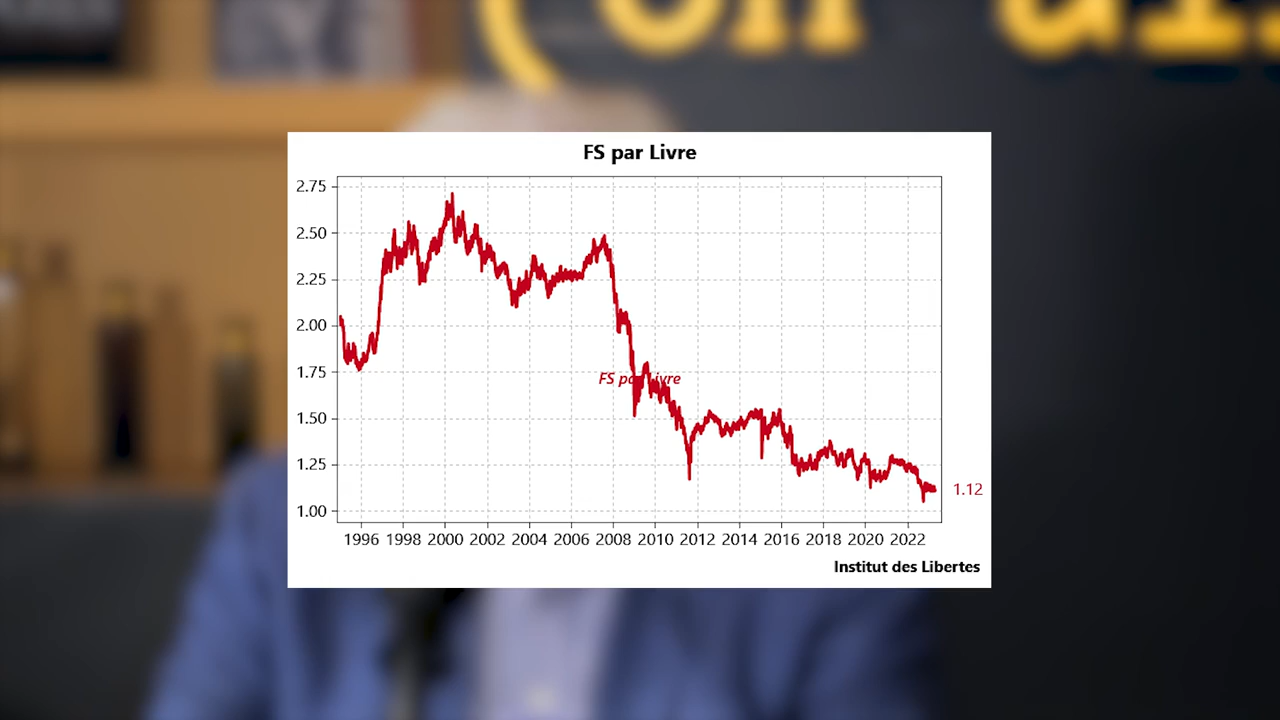 FS par Livre
2.75
2.50
2.25
2.00
1.75
1.50
1.25
1.00
FS par Livre
1.12
1996 1998 2000 2002 2004 2006 2008 2010 2012 2014 2016 2018 2020 2022
Institut des Libertes